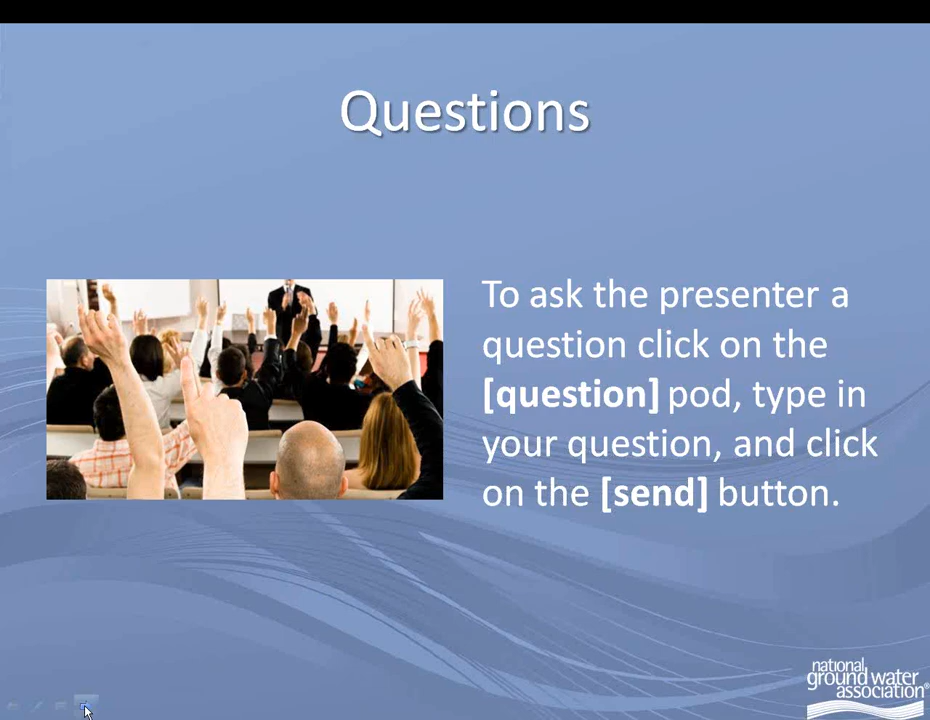 Questions
To ask the presenter a
question click on the
[question] pod, type in
your question, and click
on the [send] button.
national
ground water
association®